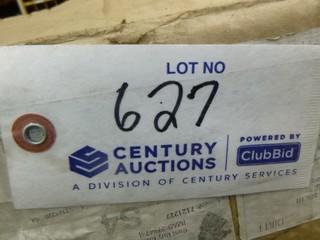 LOT NO
627
CENTURY AUCTIONS
POWERED BY
ClubBid
A DIVISION OF CENTURY SERVICES